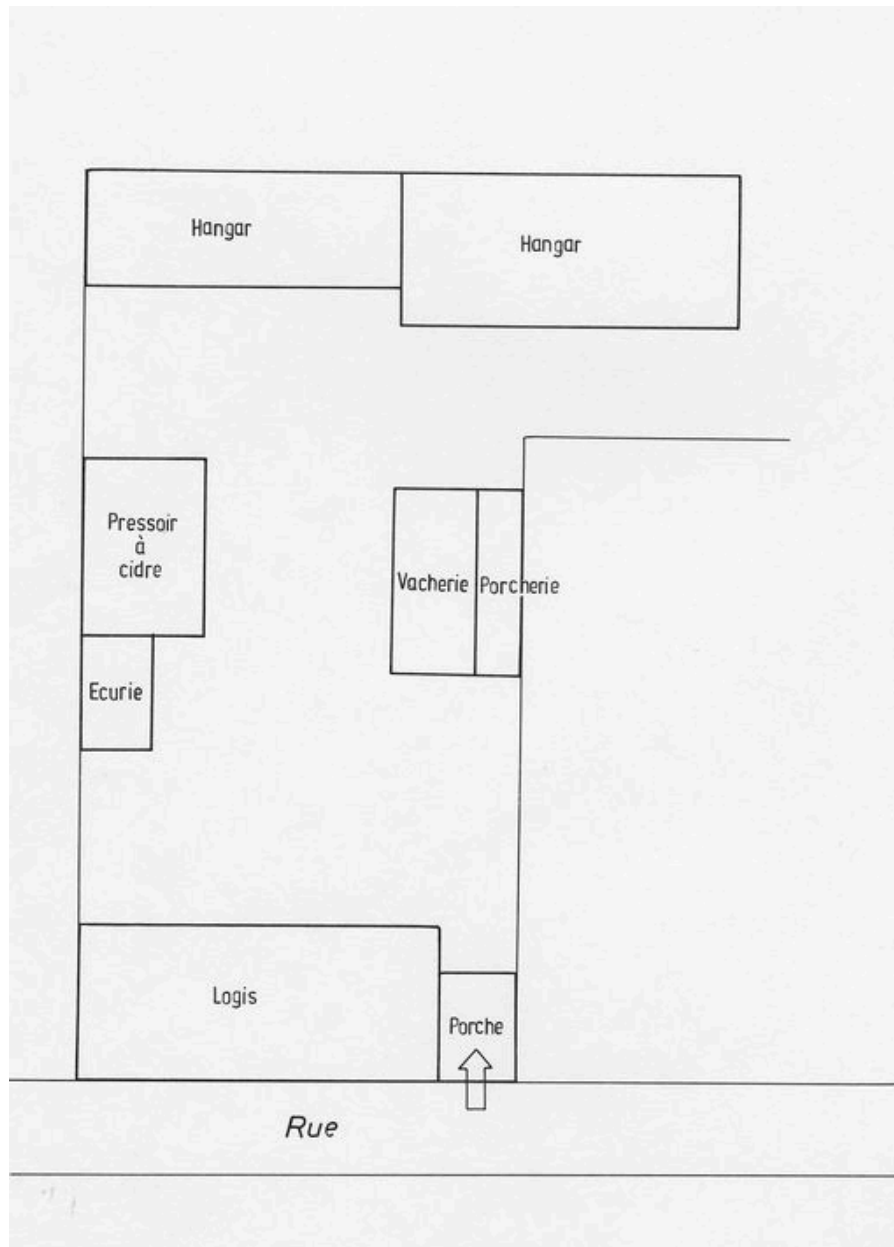 Hangar
Hangar
Pressoir
à
cidre
Vacherie
Porcherie
Ecurie
Logis
Porche
Rue